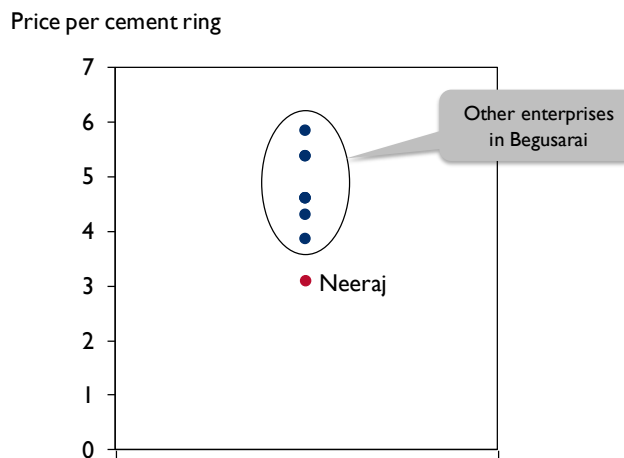 Price per cement ring
7
6
5
4
3
2
1
0
Other enterprises
in Begusarai
Neeraj